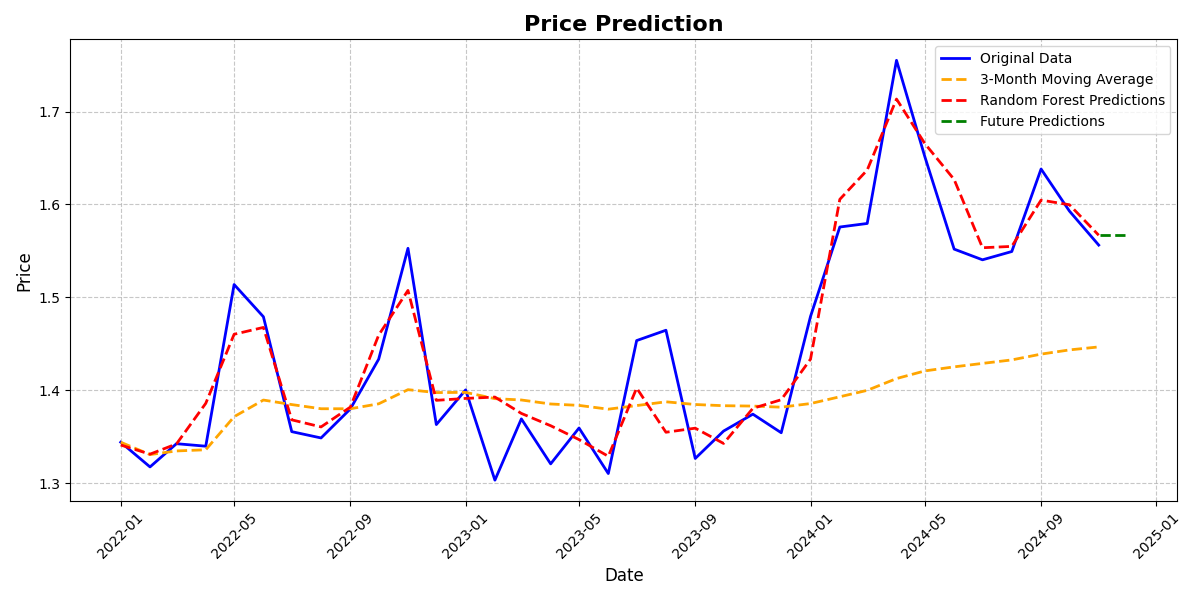 Price Prediction
Original Data
3-Month Moving Average
Random Forest Predictions
Future Predictions
Price
1.7
1.6
1.5
1.4
1.3
2022-01
2022-05
2022-09
2023-01
2023-05
2023-09
2024-01
2024-05
2024-09
2025-01
Date